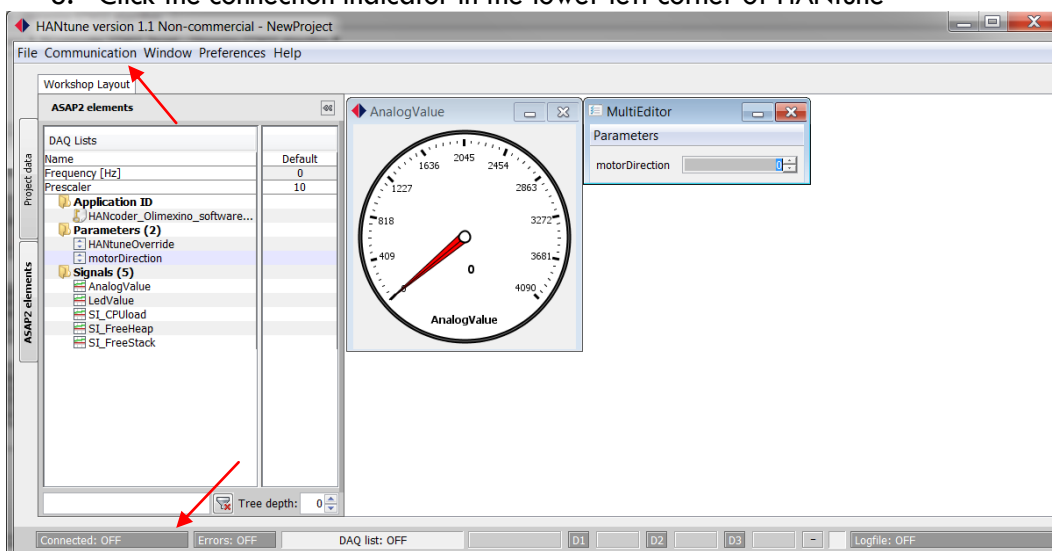 Click the connection indicator in the lower left corner of HANtune
HANtune version 1.1 Non-commercial - NewProject
File Communication Window Preferences Help
Workshop Layout
ASAP2 elements
Project data
ASAP2 elements
DAQ Lists
Name Default
Frequency [Hz] 0
Prescaler 10
Application ID
HANcoder_Olimexino_software...
Parameters (2)
HANtuneOverride
motorDirection
Signals (5)
AnalogValue
LedValue
SI_CPUload
SI_FreeHeap
SI_FreeStack
Tree depth: 0
AnalogValue
0
409
818
1227
1636
2045
2454
2863
3272
3681
4090
0
AnalogValue
MultiEditor
Parameters
motorDirection 0
Connected: OFF Errors: OFF DAQ list: OFF D1 D2 D3 - Logfile: OFF